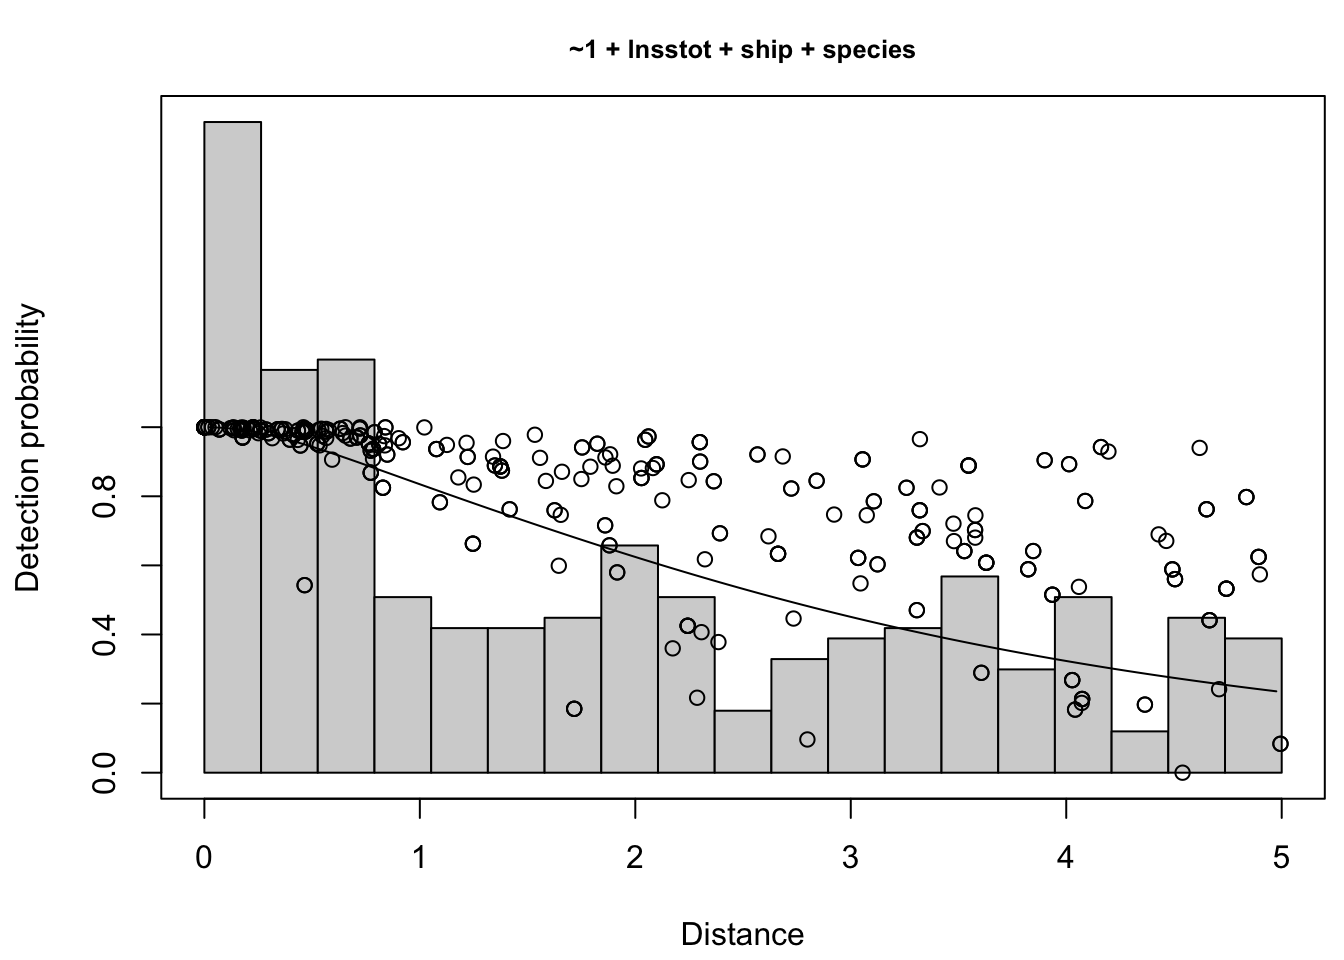 ~1 + lnsstot + ship + species
Detection probability
0.8
0.4
0.0
0 1 2 3 4 5
Distance